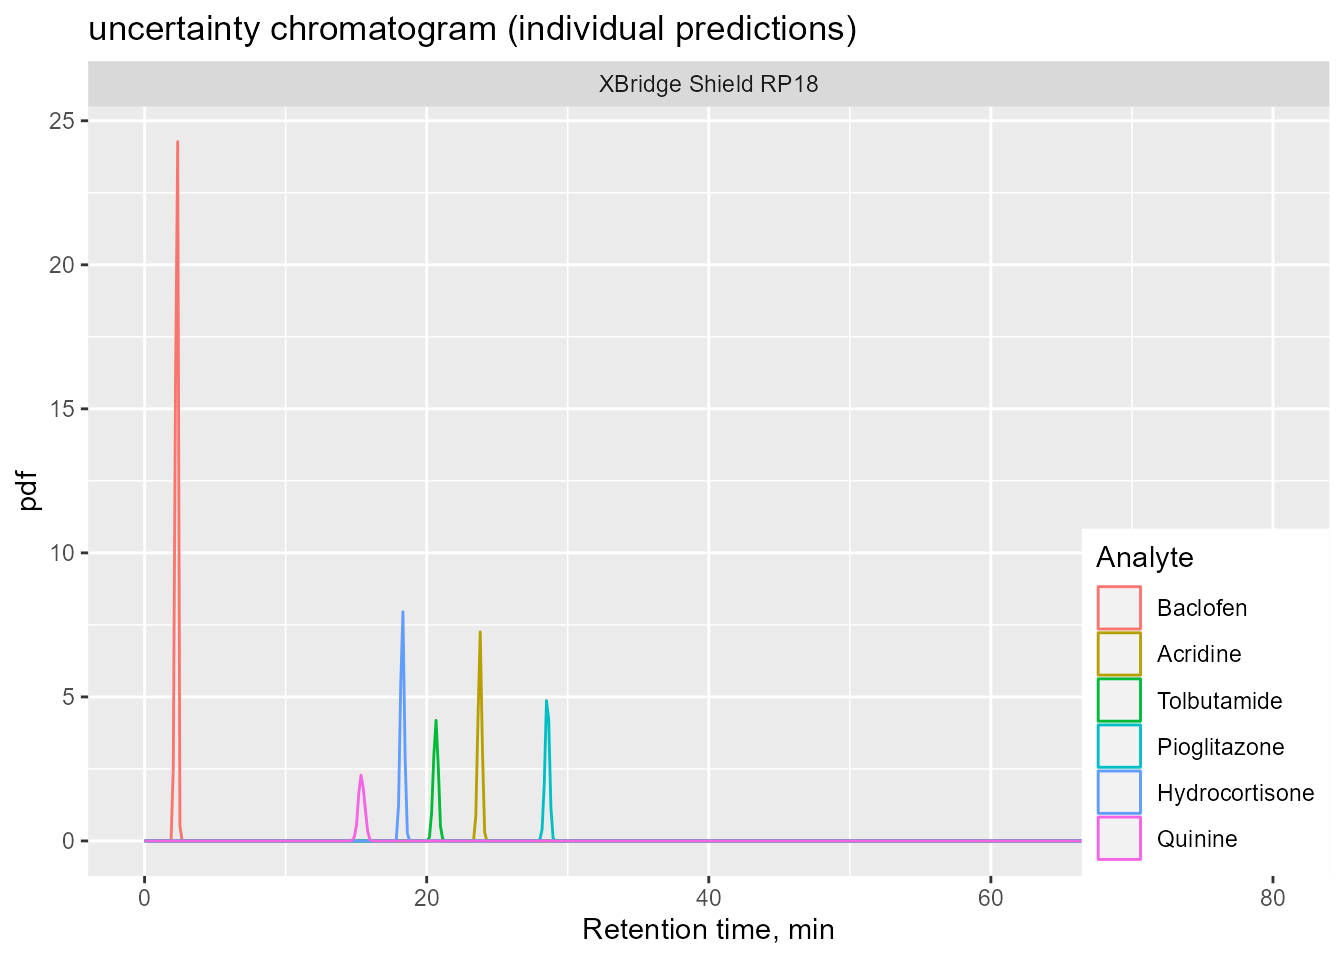 uncertainty chromatogram (individual predictions)
XBridge Shield RP18
25
20
15
10
5
0
pdf
0 20 40 60 80
Retention time, min
Analyte
Baclofen
Acridine
Tolbutamide
Pioglitazone
Hydrocortisone
Quinine